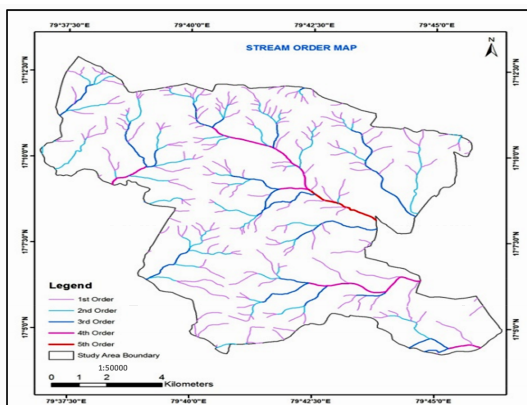 79°37'30"E 79°40'0"E 79°42'30"E 79°45'0"E
STREAM ORDER MAP
N
17°12'30"N 17°12'30"N
17°10'0"N 17°10'0"N
17°7'30"N 17°7'30"N
17°5'0"N 17°5'0"N
Legend
1st Order
2nd Order
3rd Order
4th Order
5th Order
Study Area Boundary
1:50000
0 1 2 4
Kilometers
79°37'30"E 79°40'0"E 79°42'30"E 79°45'0"E